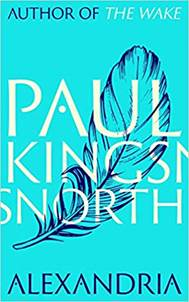 AUTHOR OF THE WAKE
PAUL
KINGSN
SNORTH
ALEXANDRIA